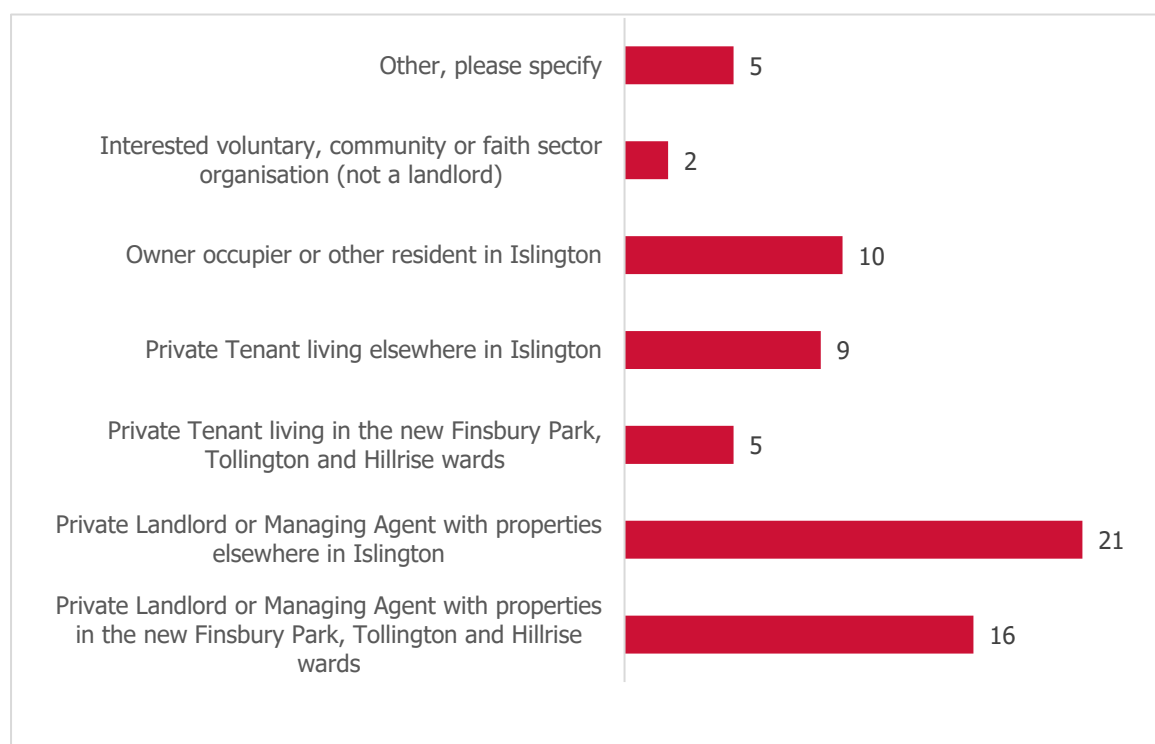 Other, please specify
5
Interested voluntary, community or faith sector
organisation (not a landlord)
2
Owner occupier or other resident in Islington
10
Private Tenant living elsewhere in Islington
9
Private Tenant living in the new Finsbury Park,
Tollington and Hillrise wards
5
Private Landlord or Managing Agent with properties
elsewhere in Islington
21
Private Landlord or Managing Agent with properties
in the new Finsbury Park, Tollington and Hillrise
wards
16